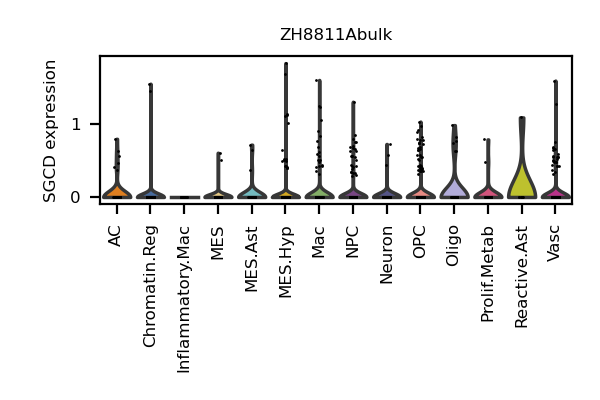 ZH8811Abulk
SGCD expression
1
0
AC
Chromatin.Reg
Inflammatory.Mac
MES
MES.Ast
MES.Hyp
Mac
NPC
Neuron
OPC
Oligo
Prolif.Metab
Reactive.Ast
Vasc